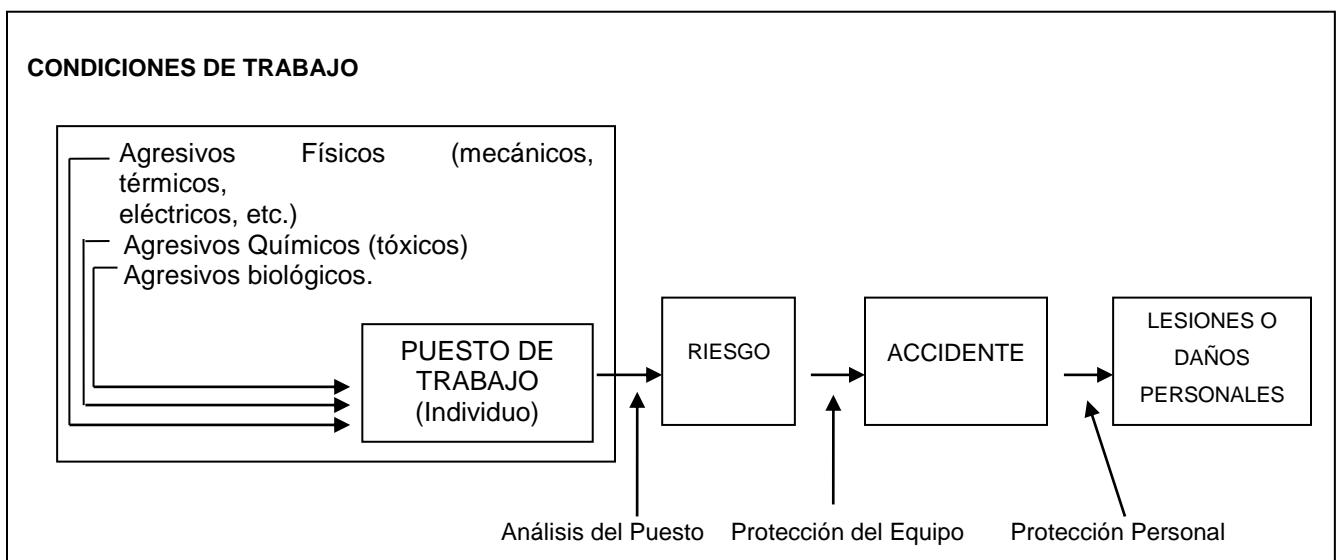 CONDICIONES DE TRABAJO
Agresivos Físicos (mecánicos,
térmicos,
eléctricos, etc.)
Agresivos Químicos (tóxicos)
Agresivos biológicos.
PUESTO DE
TRABAJO
(Individuo)
RIESGO
ACCIDENTE
LESIONES O
DAÑOS
PERSONALES
Análisis del Puesto
Protección del Equipo
Protección Personal